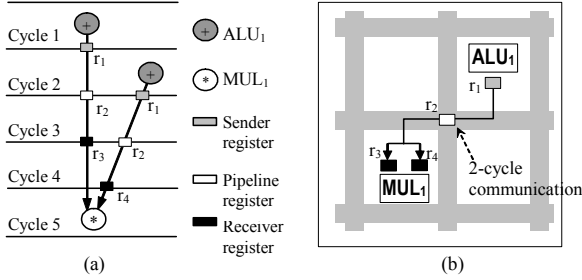 Cycle 1
+
r1
Cycle 2
+
r2
r1
Cycle 3
r3
r2
Cycle 4
r4
Cycle 5
*
(a)
+ ALU1
* MUL1
Sender
register
Pipeline
register
Receiver
register
ALU1
r1
r2
r3
r4
MUL1
2-cycle
communication
(b)